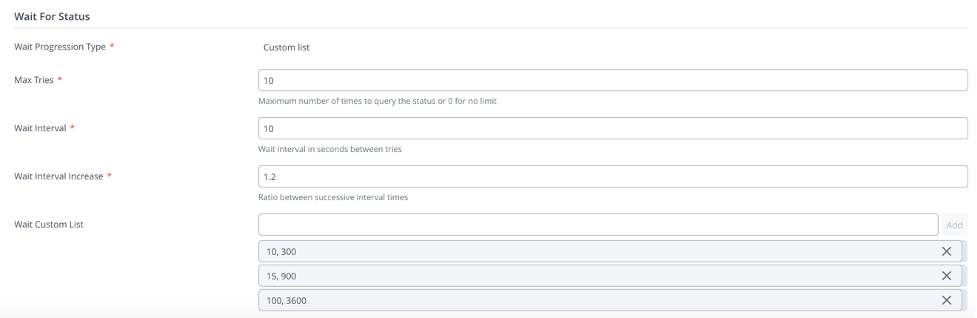 Wait For Status
Wait Progression Type *
Custom list
Max Tries *
10
Maximum number of times to query the status or 0 for no limit
Wait Interval *
10
Wait interval in seconds between tries
Wait Interval Increase *
1.2
Ratio between successive interval times
Wait Custom List
Add
10, 300
15, 900
100, 3600